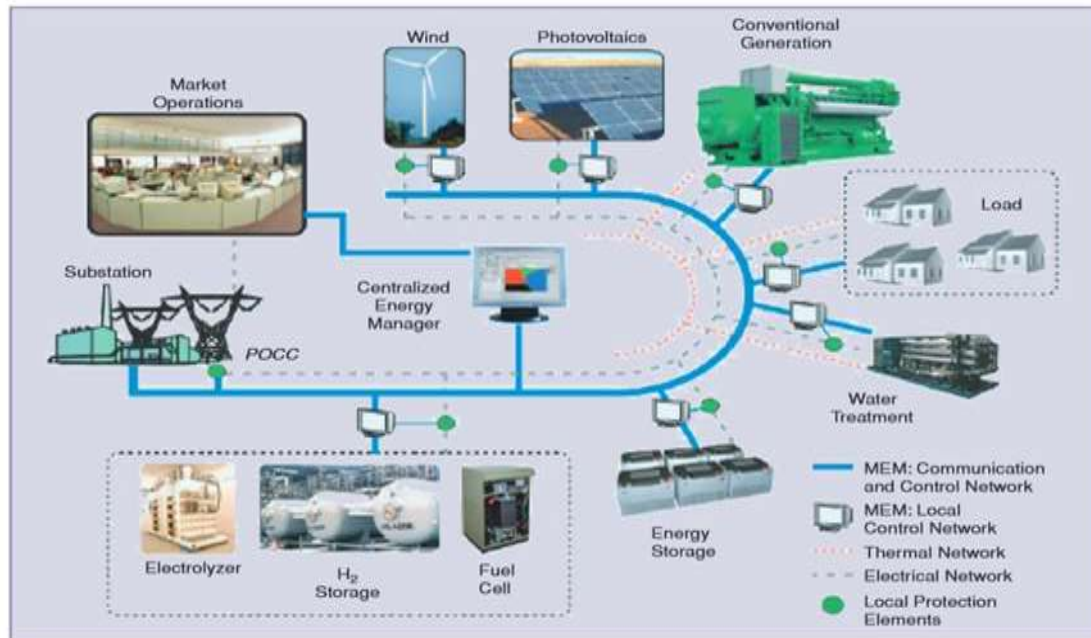 Wind
Photovoltaics
Conventional
Generation
Market
Operations
Load
Substation
Centralized
Energy
Manager
POCC
Water
Treatment
Electrolyzer
H₂
Storage
Fuel
Cell
Energy
Storage
MEM: Communication
and Control Network
MEM: Local
Control Network
Thermal Network
Electrical Network
Local Protection
Elements